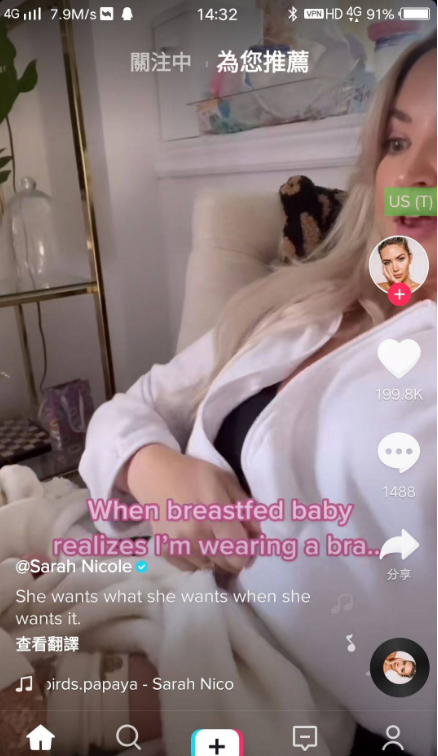 4G 7.9M/s 14:32 VPN HD 4G 91%
關注中 為您推薦
US (T)
199.8K
1488
When breastfed baby
realizes I'm wearing a bra...
@Sarah Nicole
分享
She wants what she wants when she
wants it.
查看翻譯
birds.papaya - Sarah Nico